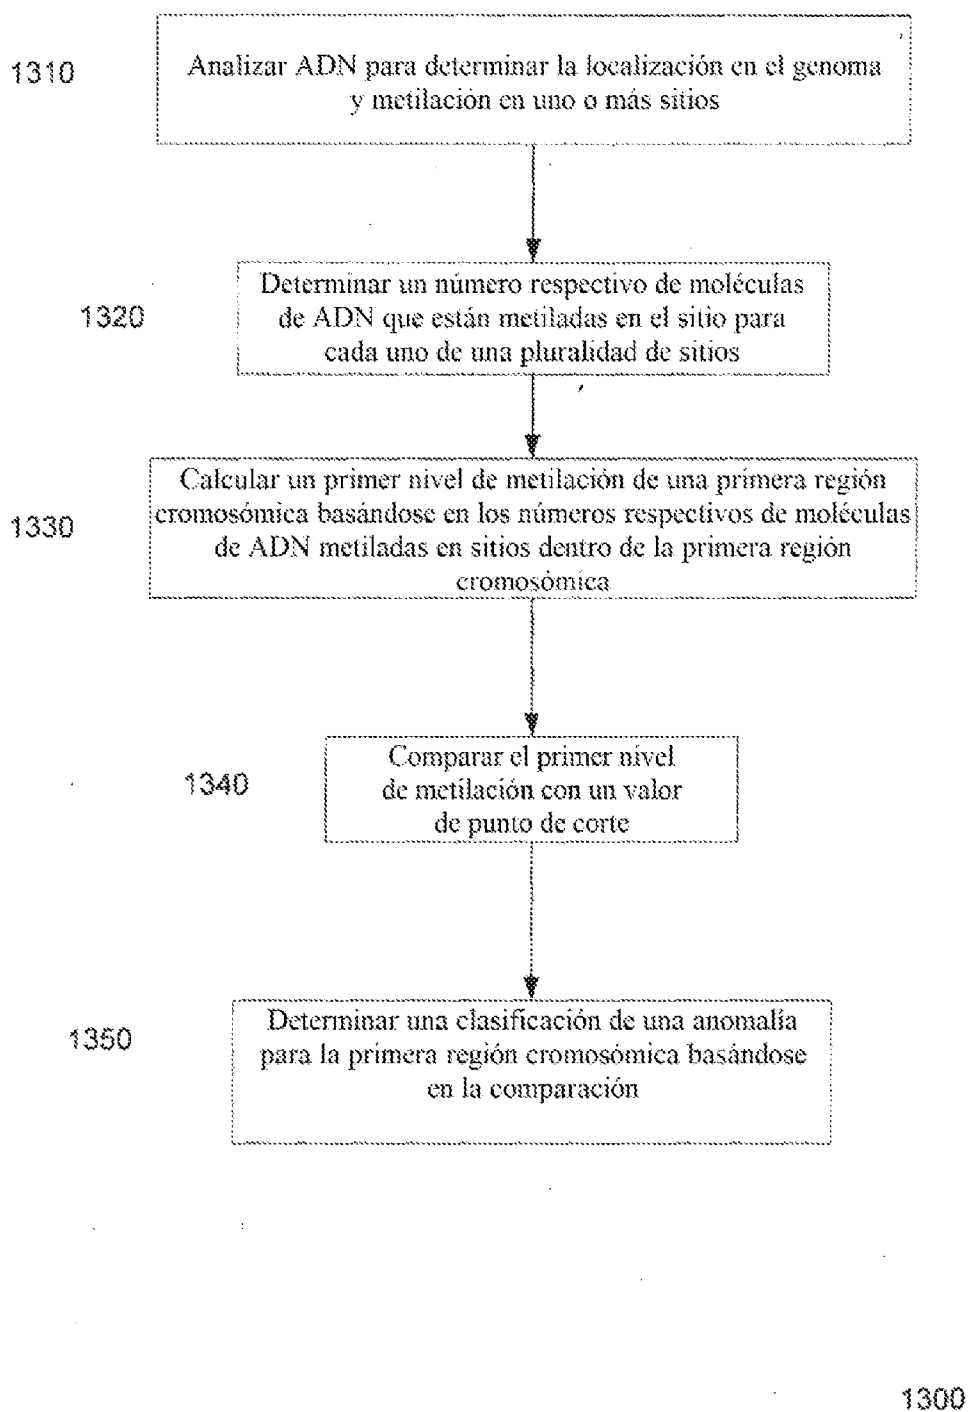 1310
Analizar ADN para determinar la localización en el genoma
y metilación en uno o más sitios
1320
Determinar un número respectivo de moléculas
de ADN que están metiladas en el sitio para
cada uno de una pluralidad de sitios
1330
Calcular un primer nivel de metilación de una primera región
cromosómica basándose en los números respectivos de moléculas
de ADN metiladas en sitios dentro de la primera región
cromosómica
1340
Comparar el primer nivel
de metilación con un valor
de punto de corte
1350
Determinar una clasificación de una anomalía
para la primera región cromosómica basándose
en la comparación
1300